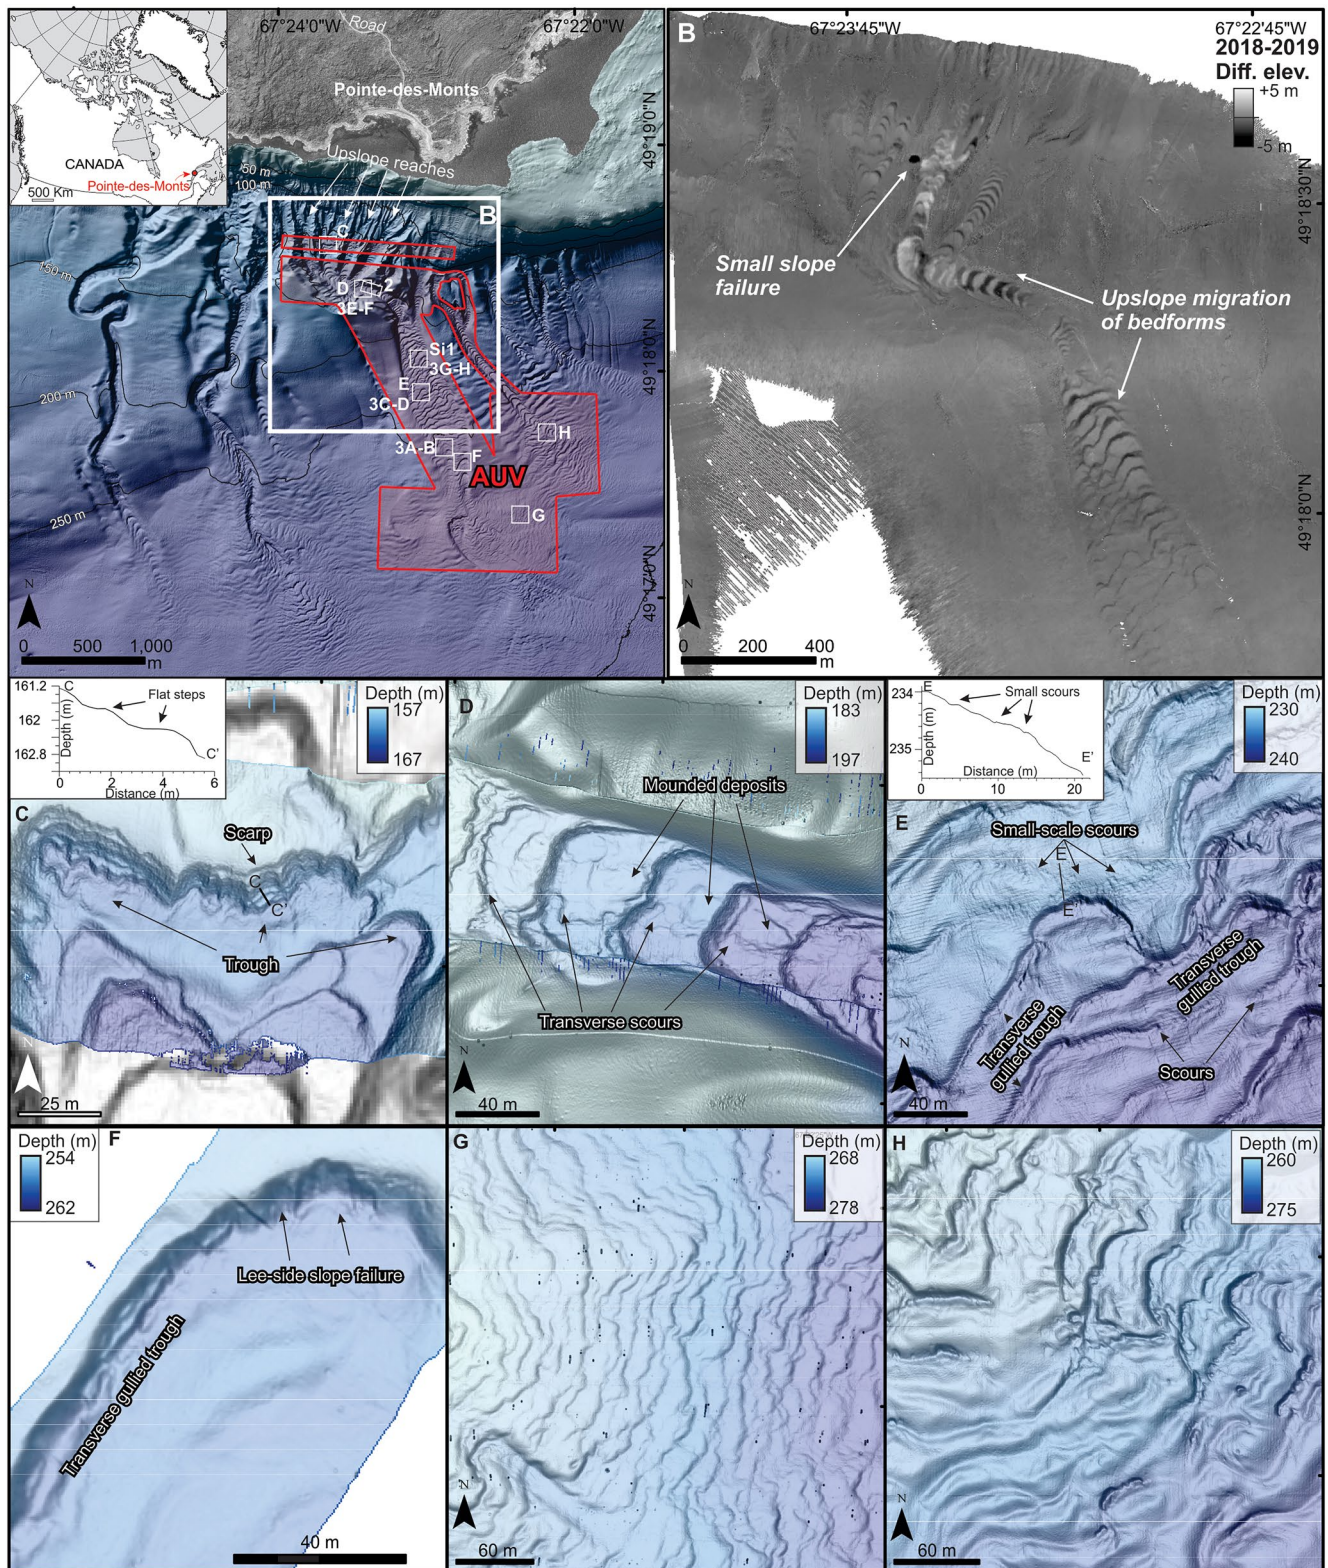 67°24'0"W
67°22'0"W
Road
Pointe-des-Monts
49°19'0"N
CANADA
Pointe-des-Monts
500 Km
Upslope reaches
50 m
100 m
B
C
150 m
D
2
3E-F
Si1
3G-H
49°18'0"N
E
3C-D
200 m
3A-B
H
F
AUV
G
250 m
49°17'0"N
N
0 500 1,000
m
B
67°23'45"W
67°22'45"W
2018-2019
Diff. elev.
+5 m
-5 m
49°18'30"N
Small slope
failure
Upslope migration
of bedforms
49°18'0"N
N
0 200 400
m
161.2
162
162.8
Depth (m)
C
Flat steps
C'
0 2 4 6
Distance (m)
Depth (m)
157
167
C
Scarp
C
C'
Trough
N
25 m
D
Depth (m)
183
197
Mounded deposits
Transverse scours
N
40 m
234
235
Depth (m)
E
Small scours
E'
Distance (m)
0 10 20
Depth (m)
230
240
E
Small-scale scours
E
E'
Transverse
gullied trough
Transverse
gullied trough
Scours
N
40 m
Depth (m)
254
262
F
Lee-side slope failure
Transverse gullied trough
40 m
G
Depth (m)
268
278
N
60 m
H
Depth (m)
260
275
N
60 m